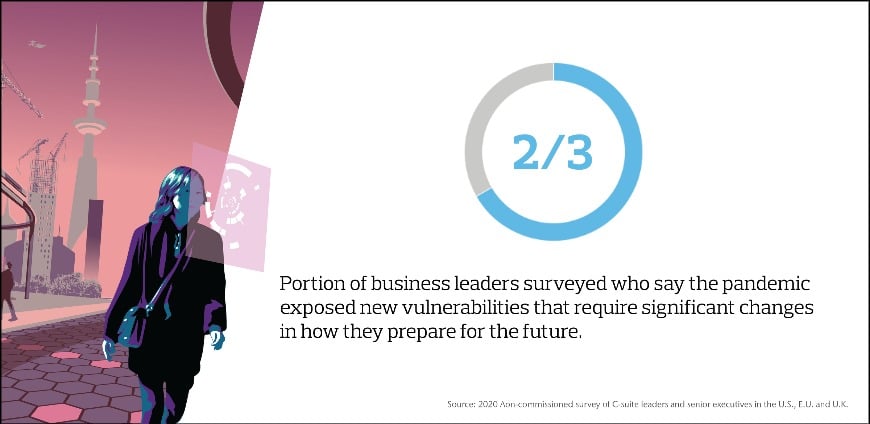 2/3
Portion of business leaders surveyed who say the pandemic
exposed new vulnerabilities that require significant changes
in how they prepare for the future.
Source: 2020 Aon-commissioned survey of C-suite leaders and senior executives in the U.S., E.U. and U.K.